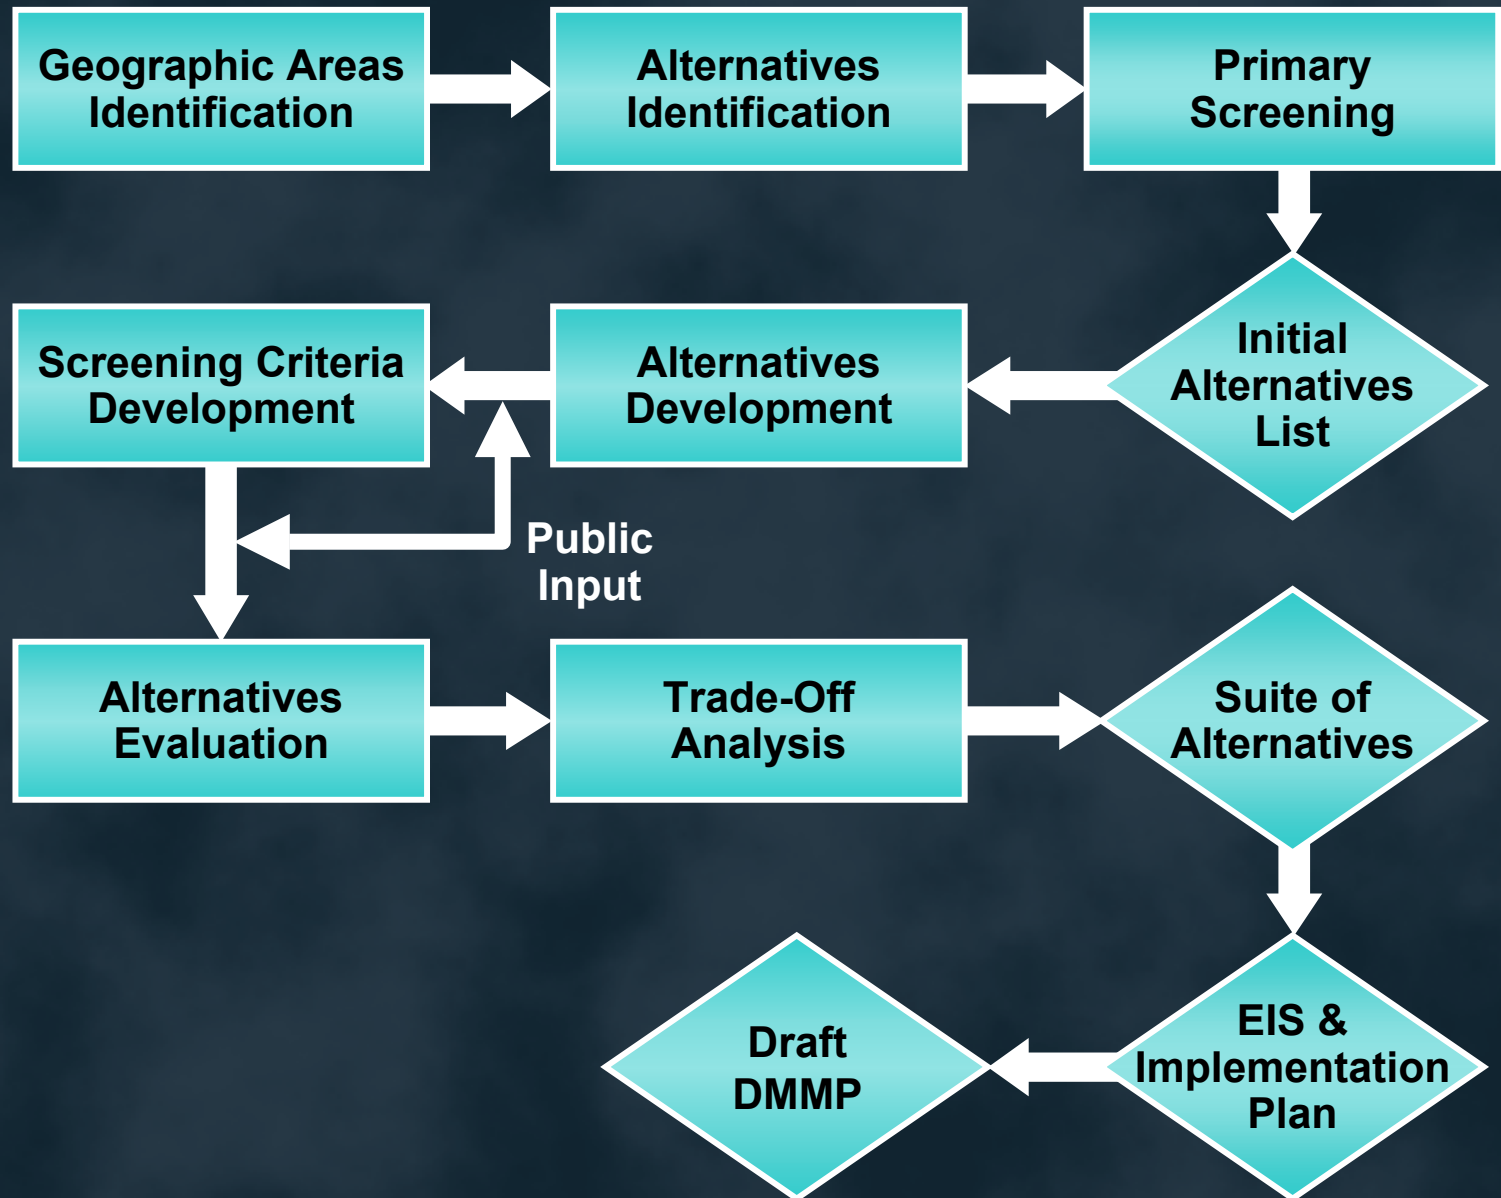 Geographic Areas
Identification
Alternatives
Identification
Primary
Screening
Initial
Alternatives
List
Alternatives
Development
Screening Criteria
Development
Public
Input
Alternatives
Evaluation
Trade-Off
Analysis
Suite of
Alternatives
EIS &
Implementation
Plan
Draft
DMMP